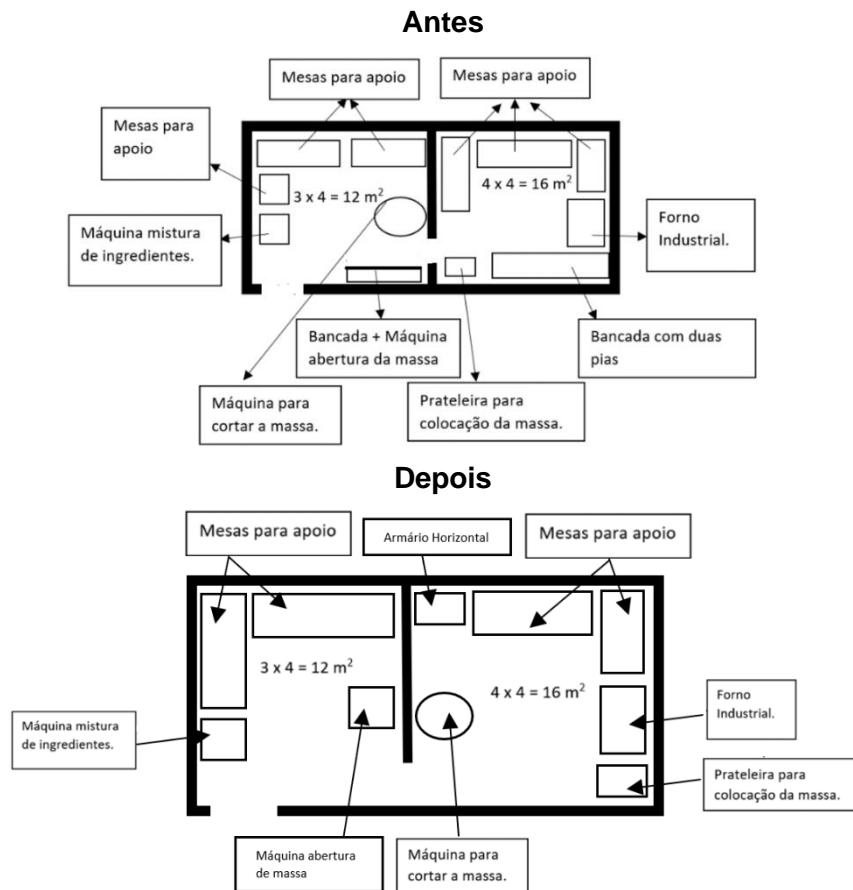 Antes
Mesas para apoio
Mesas para apoio
Mesas para
apoio
3 x 4 = 12 m²
4 x 4 = 16 m²
Máquina mistura
de ingredientes.
Forno
Industrial.
Bancada + Máquina
abertura da massa
Bancada com duas
pias
Máquina para
cortar a massa.
Prateleira para
colocação da massa.
Depois
Mesas para apoio
Armário Horizontal
Mesas para apoio
3 x 4 = 12 m²
4 x 4 = 16 m²
Forno
Industrial.
Máquina mistura
de ingredientes.
Prateleira para
colocação da massa.
Máquina abertura
de massa
Máquina para
cortar a massa.